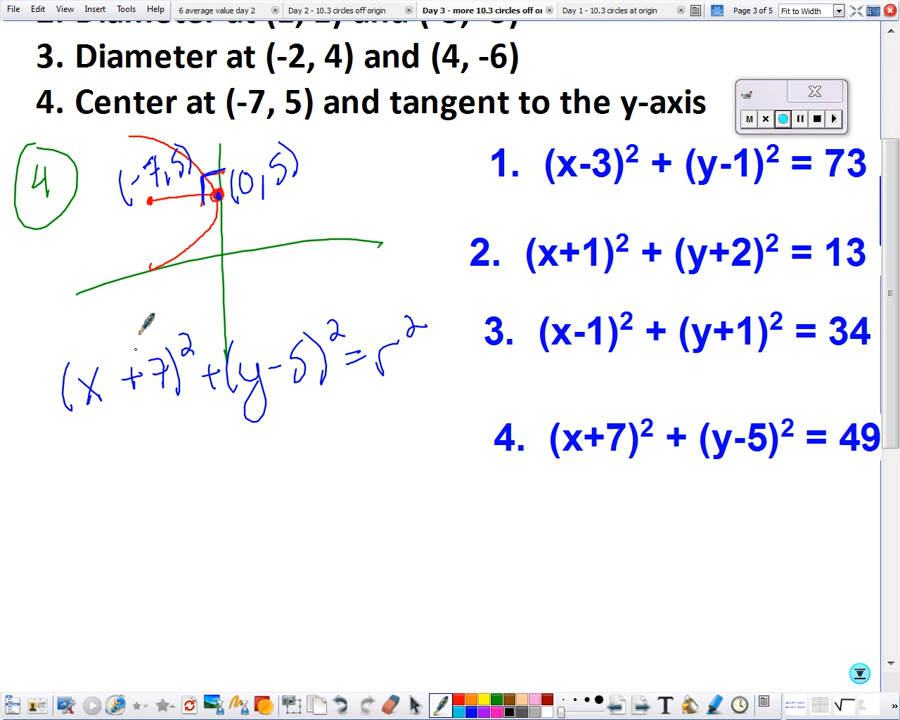 File Edit View Insert Tools Help 6 average value day 2 Day 2 - 10.3 circles off origin Day 3 - more 10.3 circles off or Day 1 - 10.3 circles at origin Page 3 of 5 Fit to Width
3. Diameter at (-2, 4) and (4, -6)
4. Center at (-7, 5) and tangent to the y-axis
M
4
(-7,5)
(0,5)
(x +7)² + (y-5)² = r²
1. (x-3)² + (y-1)² = 73
2. (x+1)² + (y+2)² = 13
3. (x-1)² + (y+1)² = 34
4. (x+7)² + (y-5)² = 49